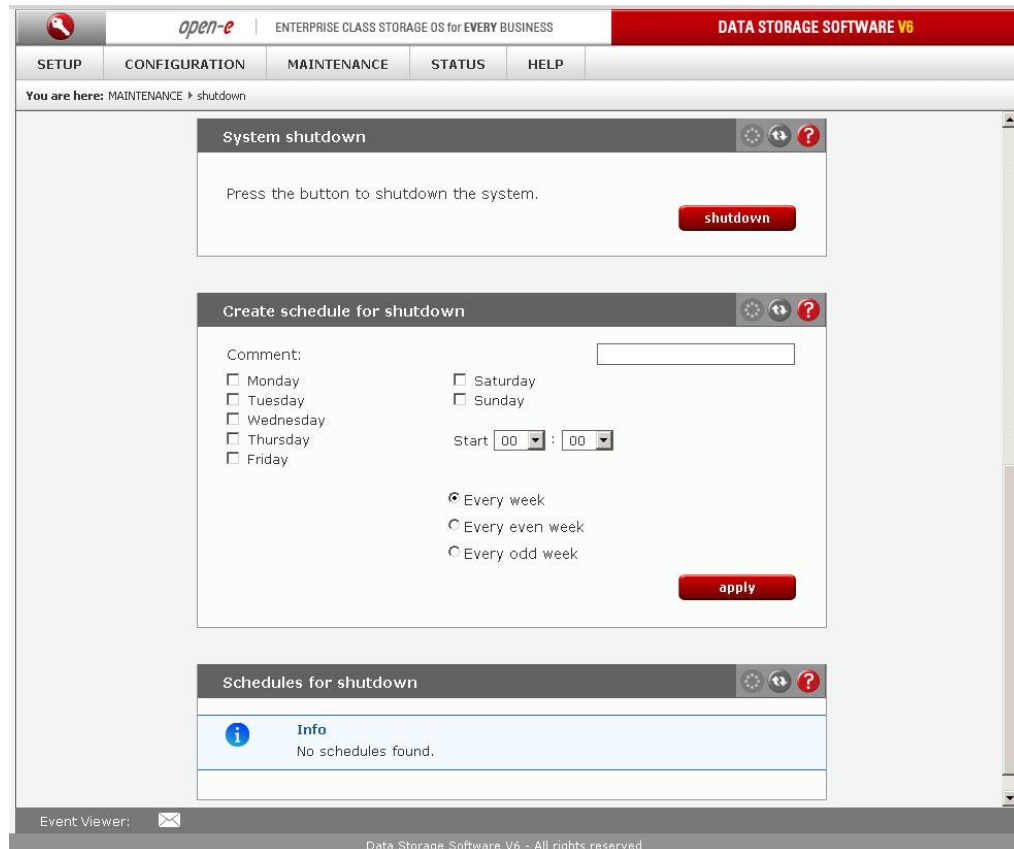 open-e | ENTERPRISE CLASS STORAGE OS for EVERY BUSINESS
DATA STORAGE SOFTWARE V6
SETUP CONFIGURATION MAINTENANCE STATUS HELP
You are here: MAINTENANCE shutdown
System shutdown
?
Press the button to shutdown the system.
shutdown
Create schedule for shutdown
?
Comment:
Monday
Tuesday
Wednesday
Thursday
Friday
Saturday
Sunday
Start 00 : 00
Every week
Every even week
Every odd week
apply
Schedules for shutdown
?
i
Info
No schedules found.
Event Viewer:
Data Storage Software V6 - All rights reserved